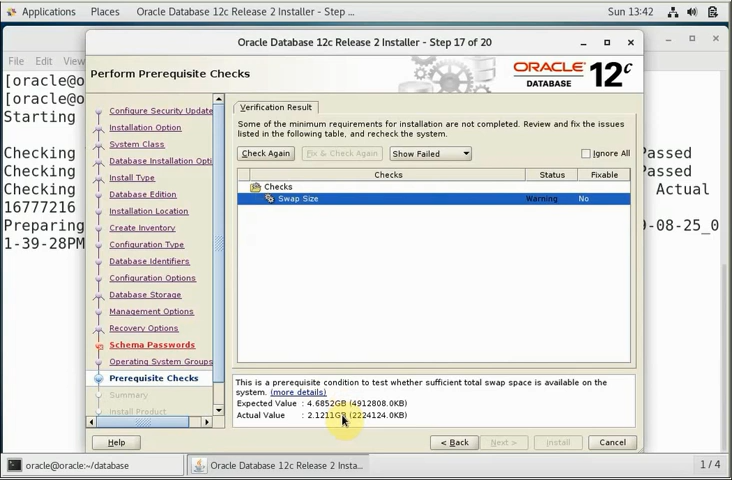 Applications Places Oracle Database 12c Release 2 Installer - Step ... Sun 13:42
Oracle Database 12c Release 2 Installer - Step 17 of 20
File Edit View
Perform Prerequisite Checks
ORACLE DATABASE 12c
[oracle@o
[oracle@o
Starting
Checking
Checking
Checking
16777216
Preparing
1-39-28PM
Passed
Passed
Actual
9-08-25_0
Configure Security Update
Installation Option
System Class
Database Installation Opti
Install Type
Database Edition
Installation Location
Create Inventory
Configuration Type
Database Identifiers
Configuration Options
Database Storage
Management Options
Recovery Options
Schema Passwords
Operating System Groups
Prerequisite Checks
Summary
Install Product
Verification Result
Some of the minimum requirements for installation are not completed. Review and fix the issues
listed in the following table, and recheck the system.
Check Again Fix & Check Again Show Failed Ignore All
Checks Status Fixable
Checks
Swap Size Warning No
This is a prerequisite condition to test whether sufficient total swap space is available on the
system. (more details)
Expected Value : 4.6852GB (4912808.0KB)
Actual Value : 2.1211GB (2224124.0KB)
Help < Back Next > Install Cancel
oracle@oracle:~/database Oracle Database 12c Release 2 Insta... 1 / 4